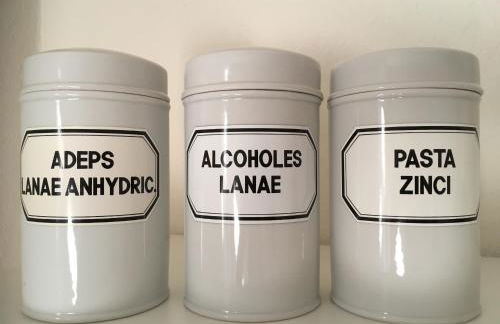 ADEPS
LANAE ANHYDRIC.
ALCOHOLES
LANAE
PASTA
ZINCI